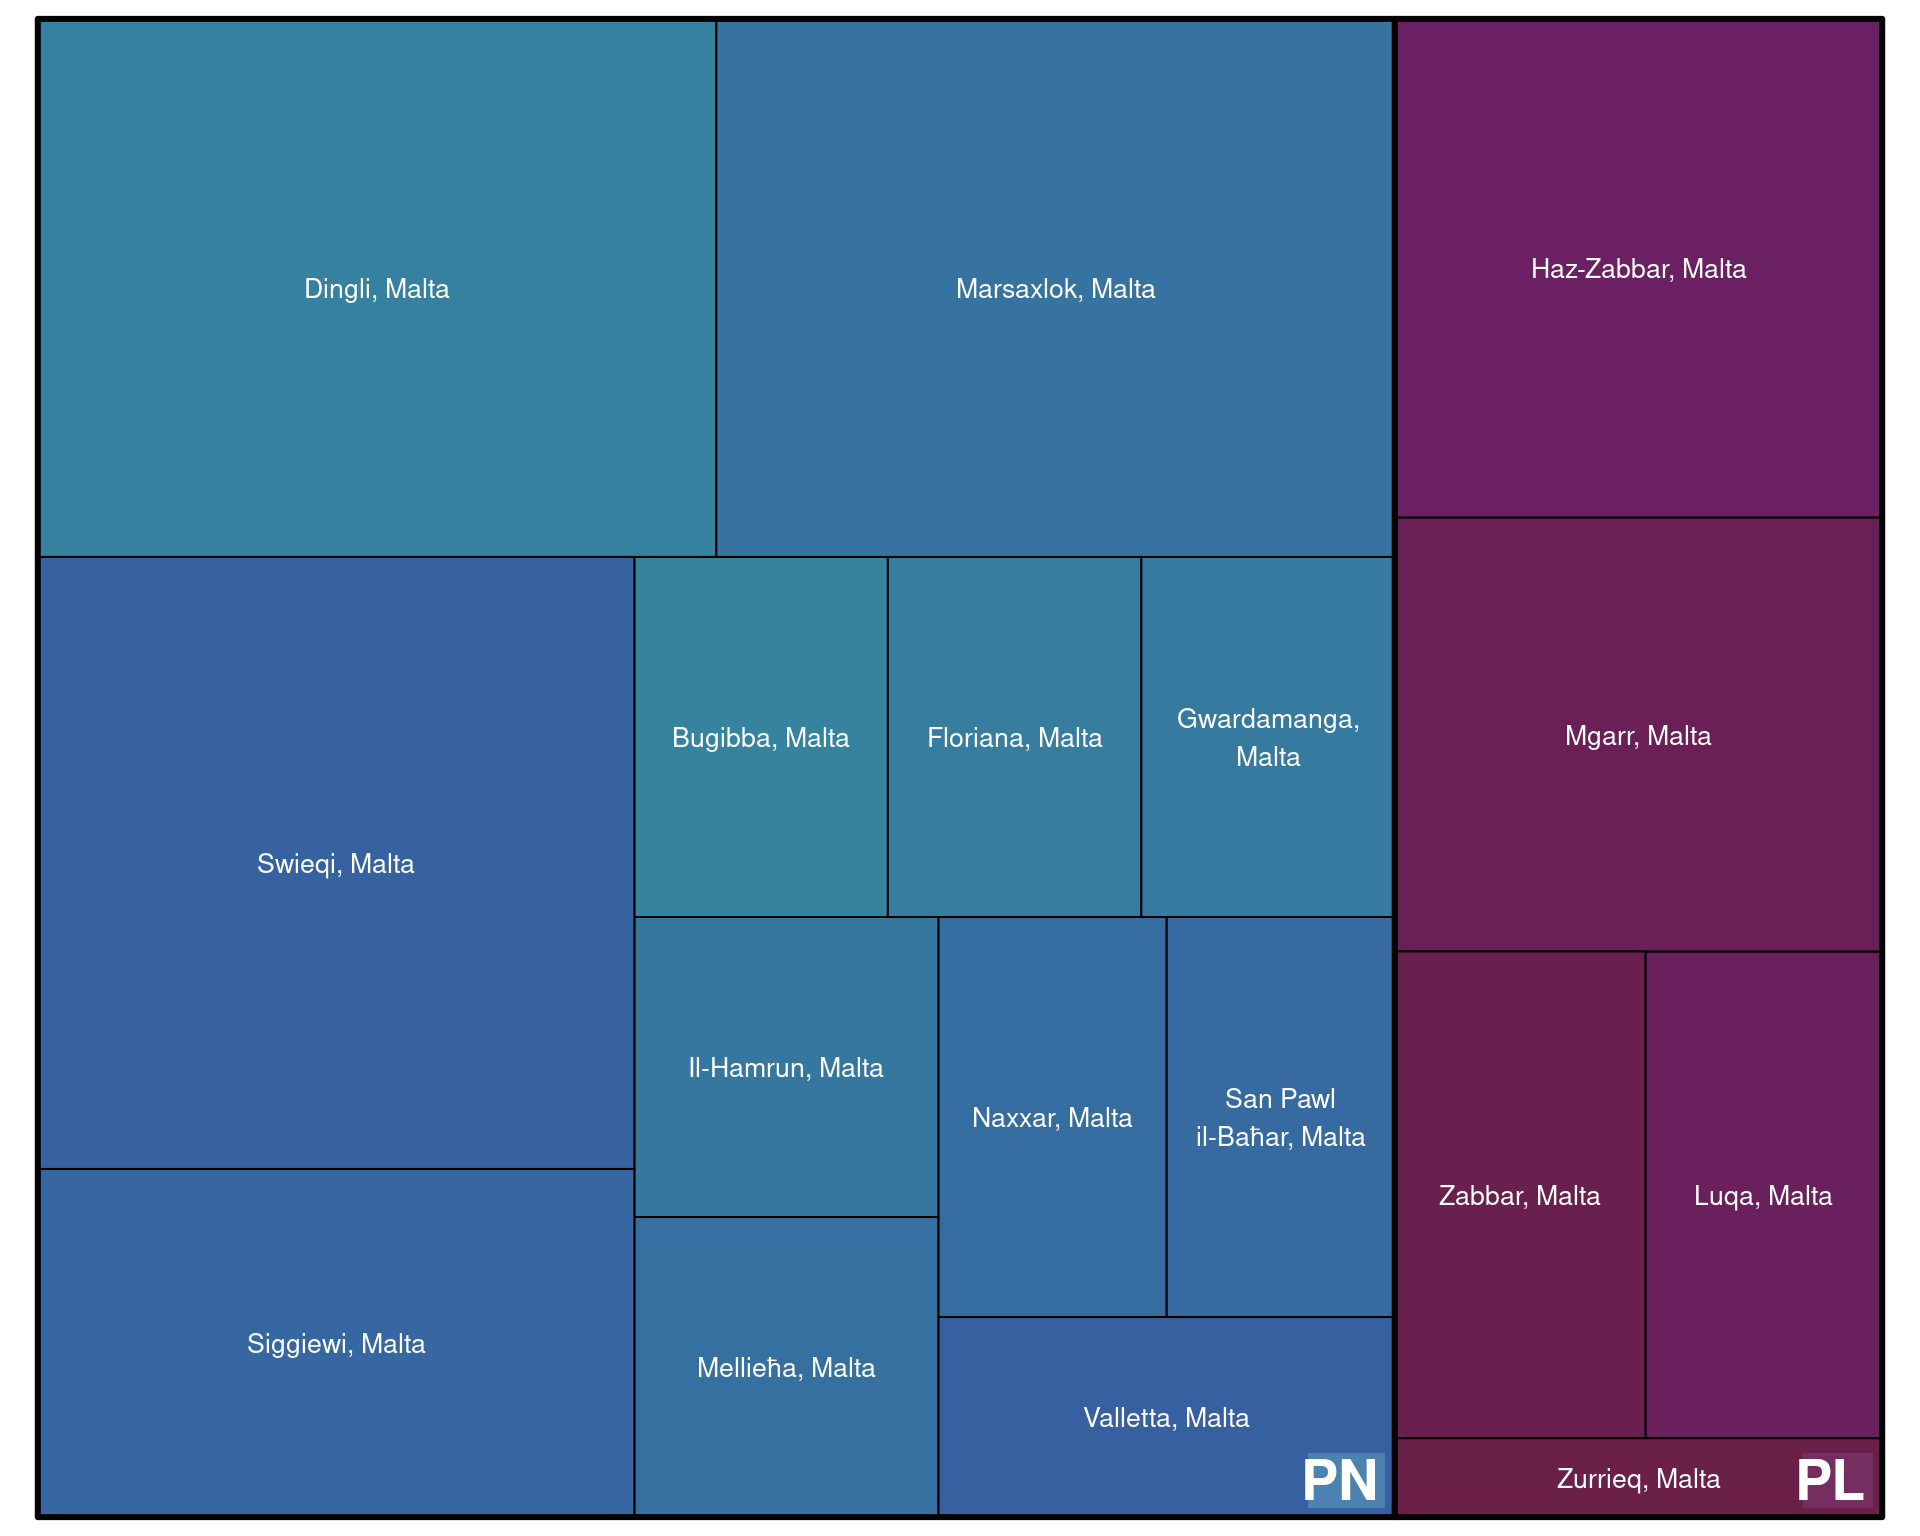 Dingli, Malta
Marsaxlok, Malta
Haz-Zabbar, Malta
Mgarr, Malta
Swieqi, Malta
Bugibba, Malta
Floriana, Malta
Gwardamanga,
Malta
Il-Hamrun, Malta
Naxxar, Malta
San Pawl
il-Baħar, Malta
Zabbar, Malta
Luqa, Malta
Siggiewi, Malta
Mellieħa, Malta
Valletta, Malta
PN
Zurrieq, Malta
PL